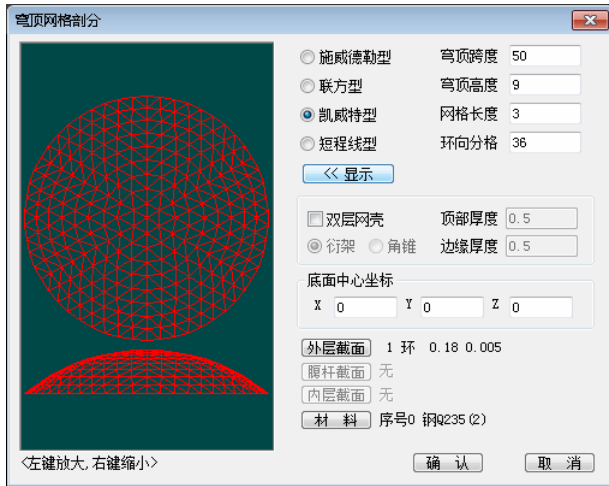 穹顶网格剖分
施威德勒型 穹顶跨度 50
联方型 穹顶高度 9
凯威特型 网格长度 3
短程线型 环向分格 36
<< 显示
双层网壳 顶部厚度 0.5
衍架 角锥 边缘厚度 0.5
底面中心坐标
X 0 Y 0 Z 0
外层截面 1 环 0.18 0.005
腹杆截面 无
内层截面 无
材 料 序号0 钢Q235(2)
<左键放大,右键缩小> 确 认 取 消